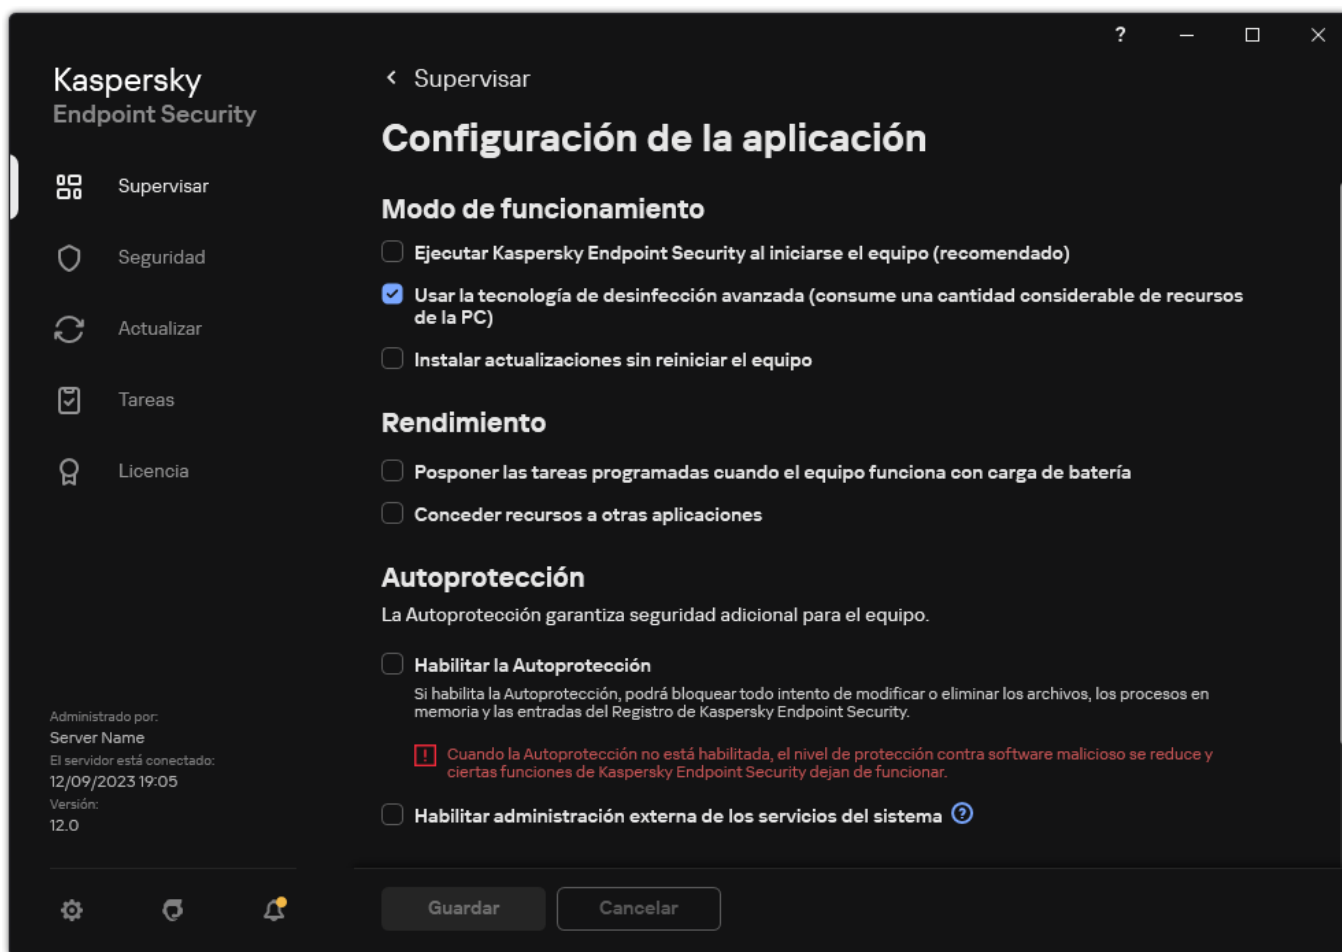 ?
Kaspersky
Endpoint Security
Supervisar
Seguridad
Actualizar
Tareas
Licencia
Administrado por:
Server Name
El servidor está conectado:
12/09/2023 19:05
Versión:
12.0
Supervisar
Configuración de la aplicación
Modo de funcionamiento
Ejecutar Kaspersky Endpoint Security al iniciarse el equipo (recomendado)
Usar la tecnología de desinfección avanzada (consume una cantidad considerable de recursos
de la PC)
Instalar actualizaciones sin reiniciar el equipo
Rendimiento
Posponer las tareas programadas cuando el equipo funciona con carga de batería
Conceder recursos a otras aplicaciones
Autoprotección
La Autoprotección garantiza seguridad adicional para el equipo.
Habilitar la Autoprotección
Si habilita la Autoprotección, podrá bloquear todo intento de modificar o eliminar los archivos, los procesos en
memoria y las entradas del Registro de Kaspersky Endpoint Security.
! Cuando la Autoprotección no está habilitada, el nivel de protección contra software malicioso se reduce y
ciertas funciones de Kaspersky Endpoint Security dejan de funcionar.
Habilitar administración externa de los servicios del sistema ?
Guardar
Cancelar